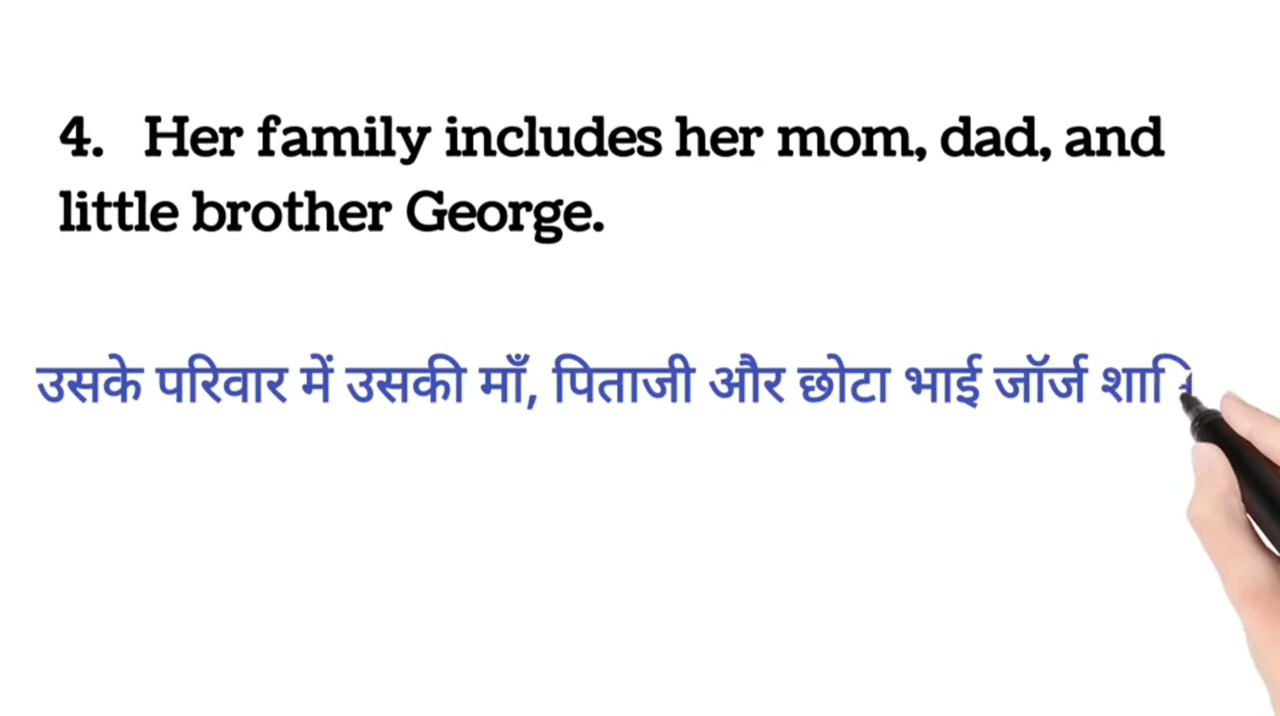 4. Her family includes her mom, dad, and
little brother George.
उसके परिवार में उसकी माँ, पिताजी और छोटा भाई जॉर्ज